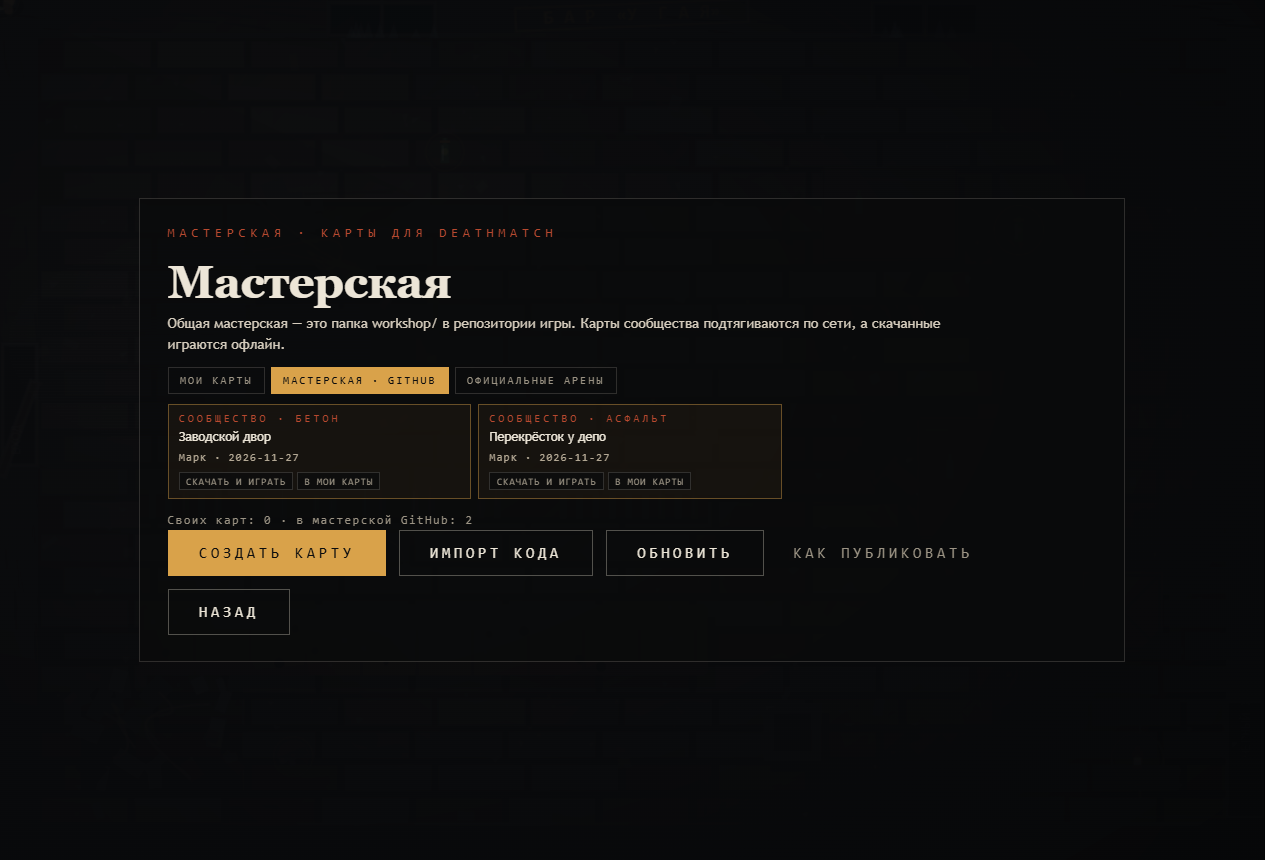 МАСТЕРСКАЯ · КАРТЫ ДЛЯ DEATHMATCH
Мастерская
Общая мастерская — это папка workshop/ в репозитории игры. Карты сообщества подтягиваются по сети, а скачанные
играются офлайн.
МОИ КАРТЫ МАСТЕРСКАЯ · GITHUB ОФИЦИАЛЬНЫЕ АРЕНЫ
СООБЩЕСТВО · БЕТОН
Заводской двор
Марк · 2026-11-27
СКАЧАТЬ И ИГРАТЬ В МОИ КАРТЫ
СООБЩЕСТВО · АСФАЛЬТ
Перекрёсток у депо
Марк · 2026-11-27
СКАЧАТЬ И ИГРАТЬ В МОИ КАРТЫ
Своих карт: 0 · в мастерской GitHub: 2
СОЗДАТЬ КАРТУ ИМПОРТ КОДА ОБНОВИТЬ КАК ПУБЛИКОВАТЬ
НАЗАД